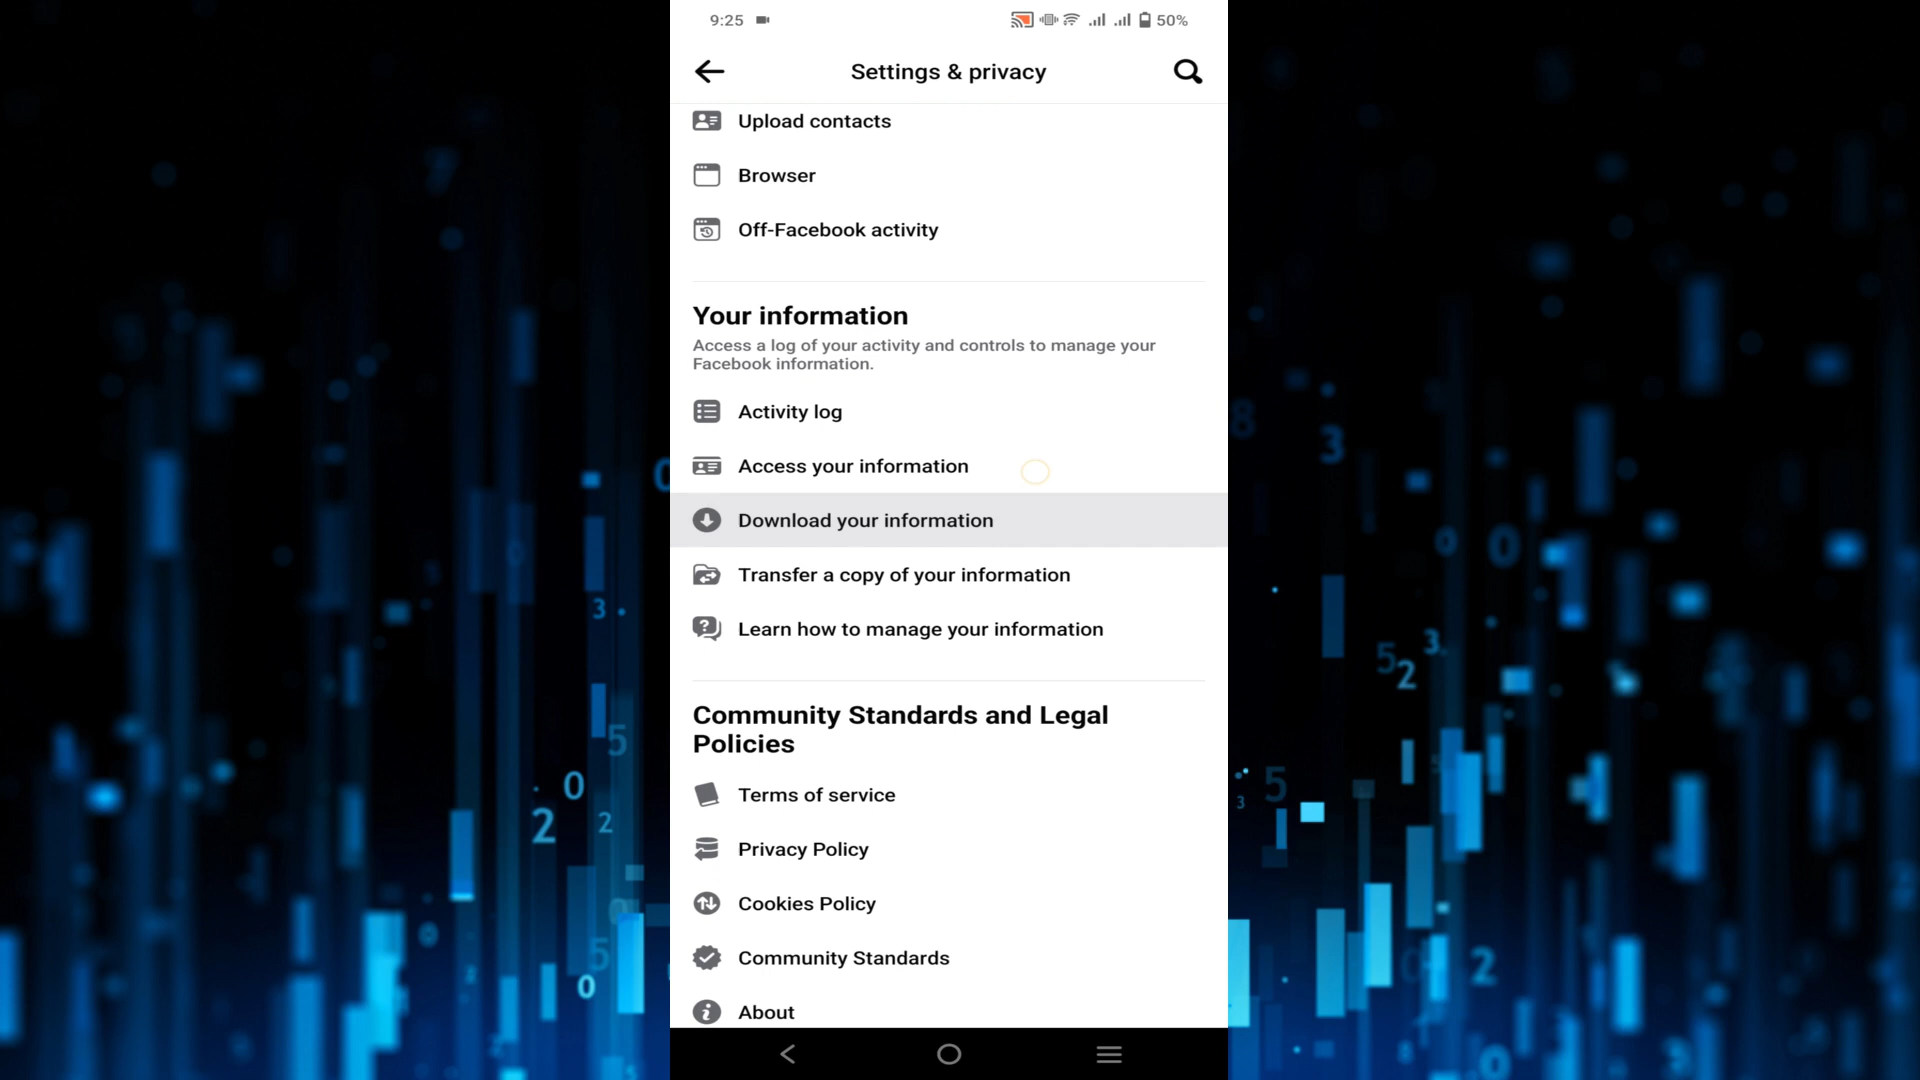 9:25
50%
Settings & privacy
Upload contacts
Browser
Off-Facebook activity
Your information
Access a log of your activity and controls to manage your
Facebook information.
Activity log
Access your information
Download your information
Transfer a copy of your information
Learn how to manage your information
Community Standards and Legal
Policies
Terms of service
Privacy Policy
Cookies Policy
Community Standards
About